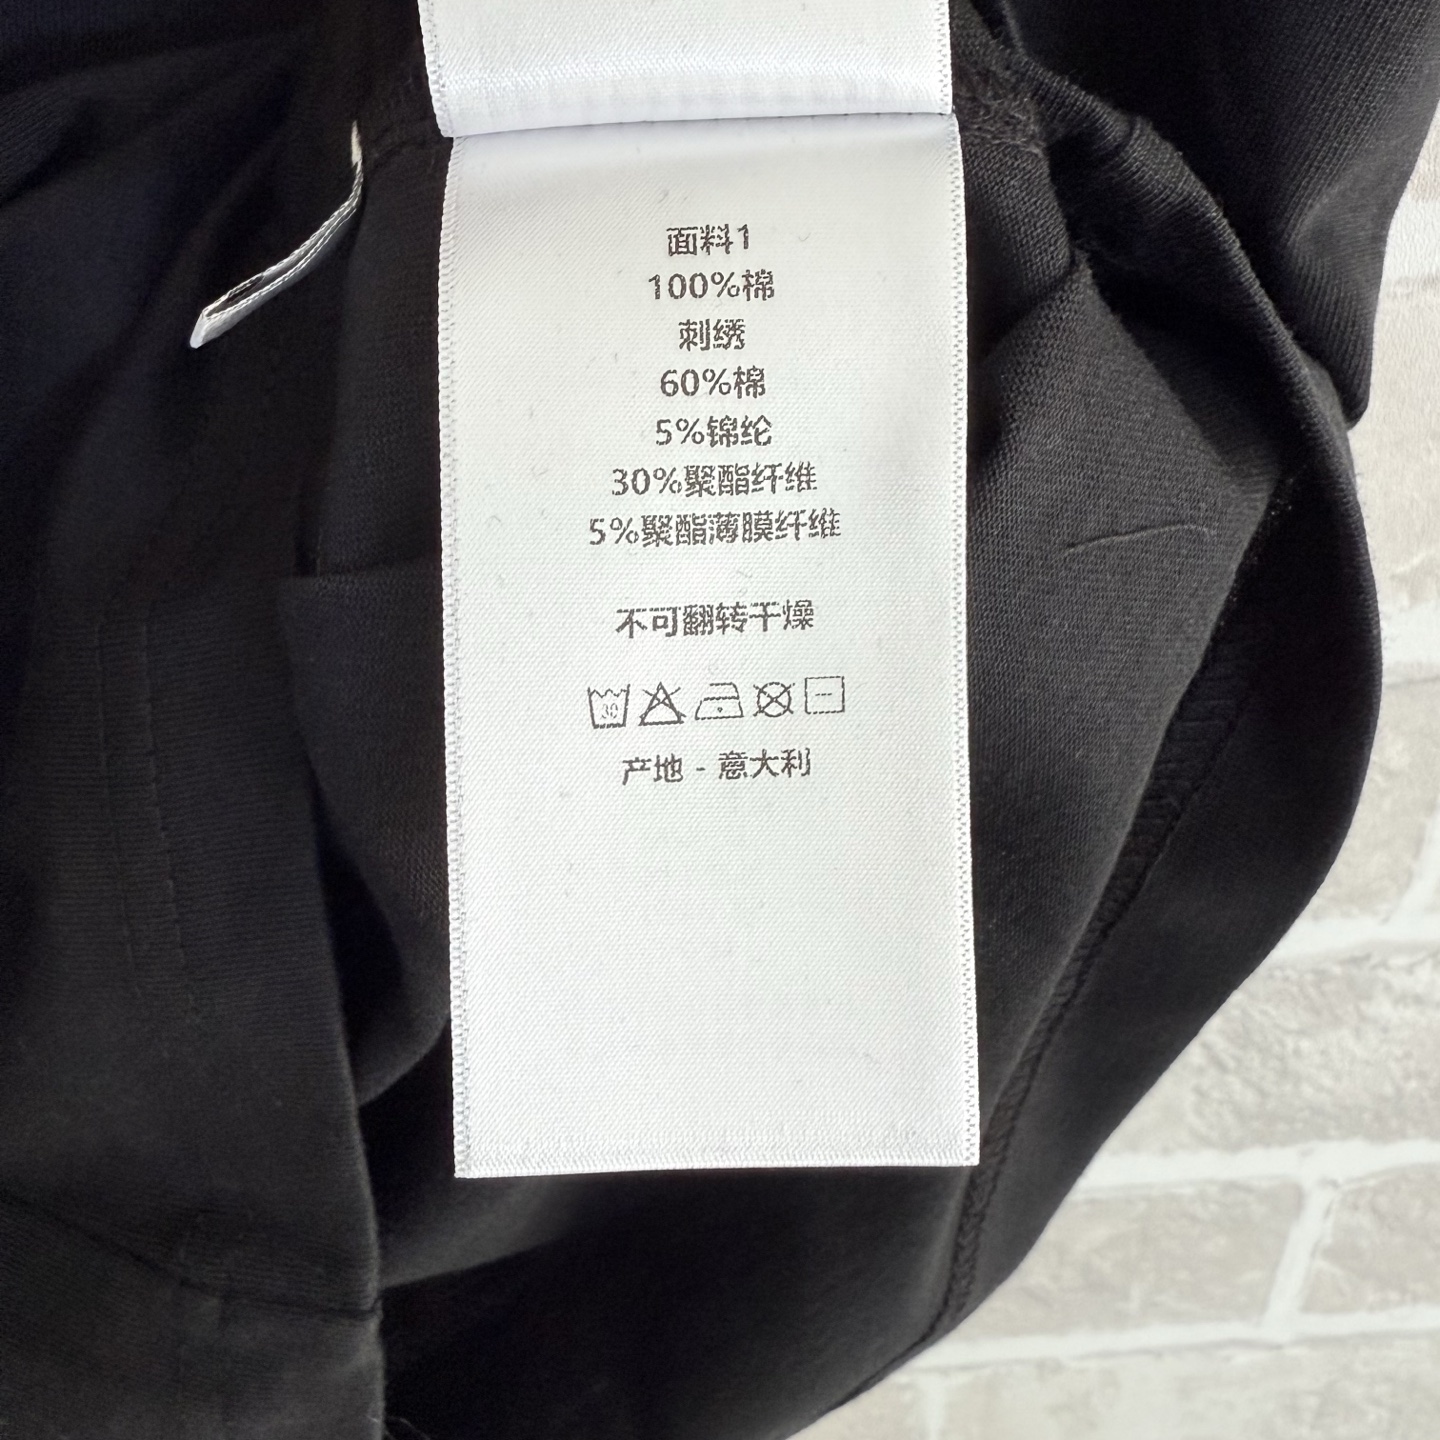 面料1
100%棉
刺绣
60%棉
5%锦纶
30%聚酯纤维
5%聚酯薄膜纤维
不可翻转干燥
30
产地 - 意大利